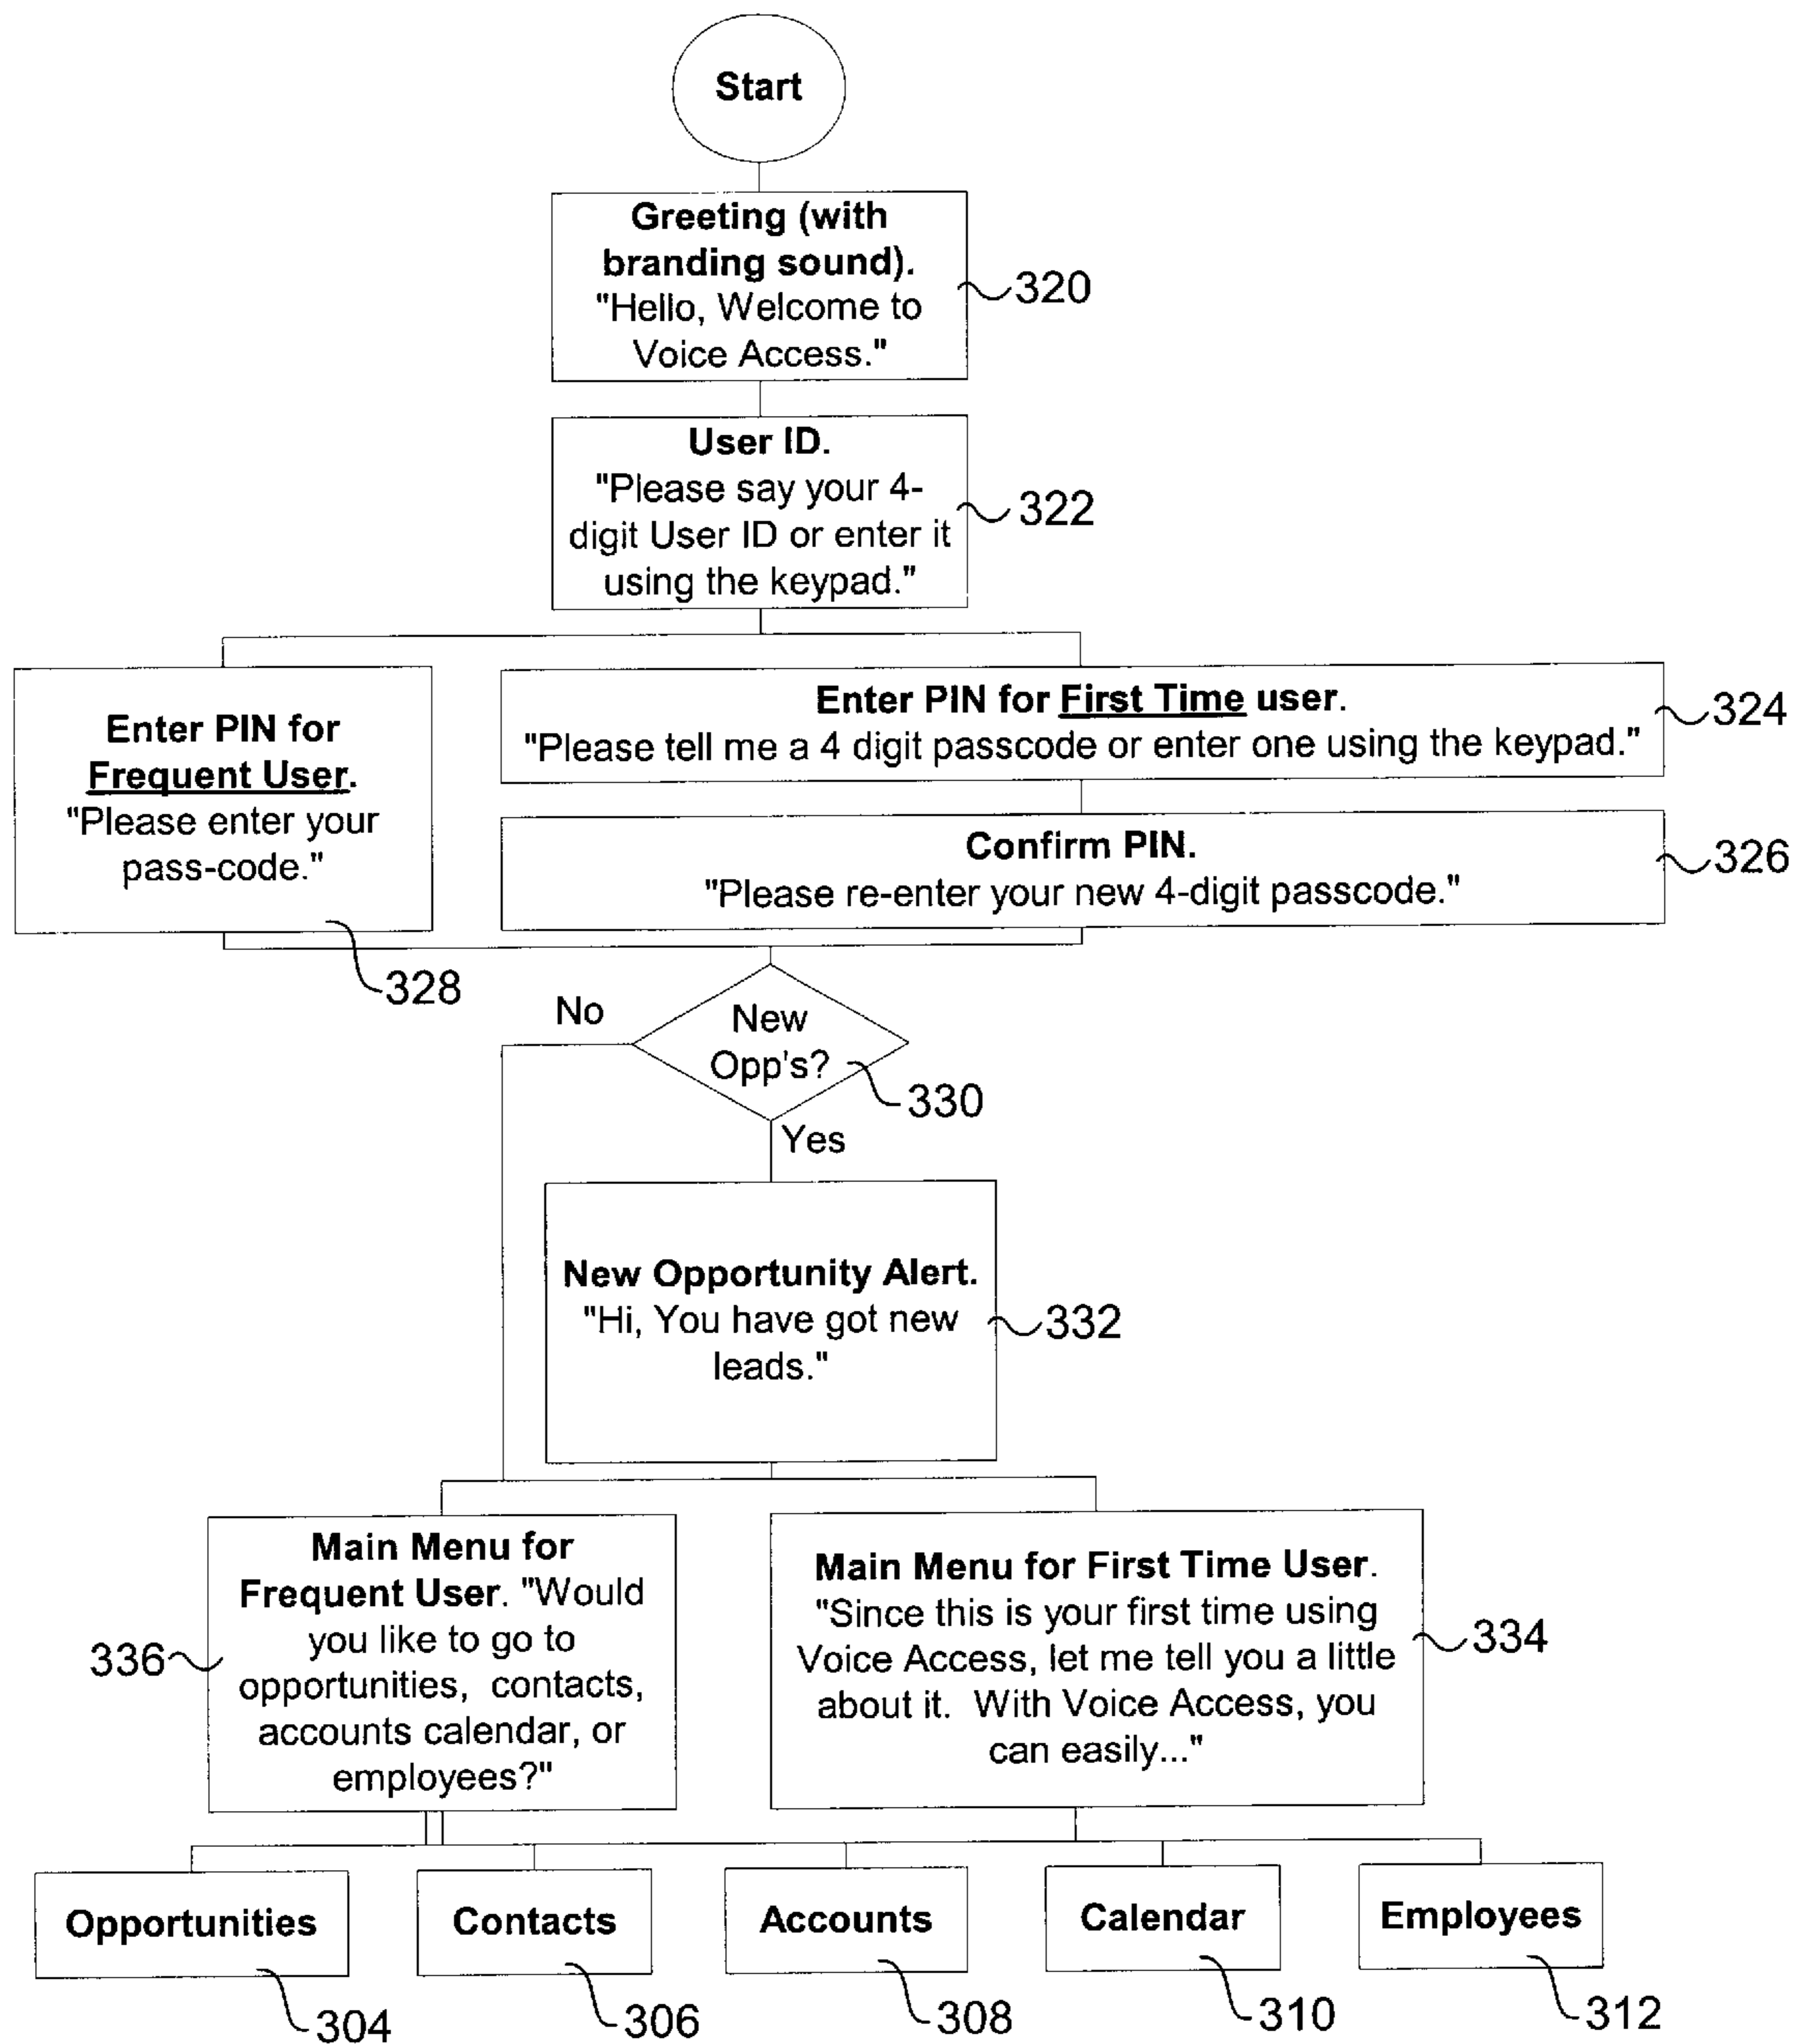 Start
Greeting (with
branding sound).
"Hello, Welcome to
Voice Access."
320
User ID.
"Please say your 4-
digit User ID or enter it
using the keypad."
322
Enter PIN for
Frequent User.
"Please enter your
pass-code."
328
Enter PIN for First Time user.
"Please tell me a 4 digit passcode or enter one using the keypad."
324
Confirm PIN.
"Please re-enter your new 4-digit passcode."
326
No
New
Opp's?
330
Yes
New Opportunity Alert.
"Hi, You have got new
leads."
332
Main Menu for
Frequent User. "Would
you like to go to
opportunities, contacts,
accounts calendar, or
employees?"
336
Main Menu for First Time User.
"Since this is your first time using
Voice Access, let me tell you a little
about it. With Voice Access, you
can easily..."
334
Opportunities
304
Contacts
306
Accounts
308
Calendar
310
Employees
312